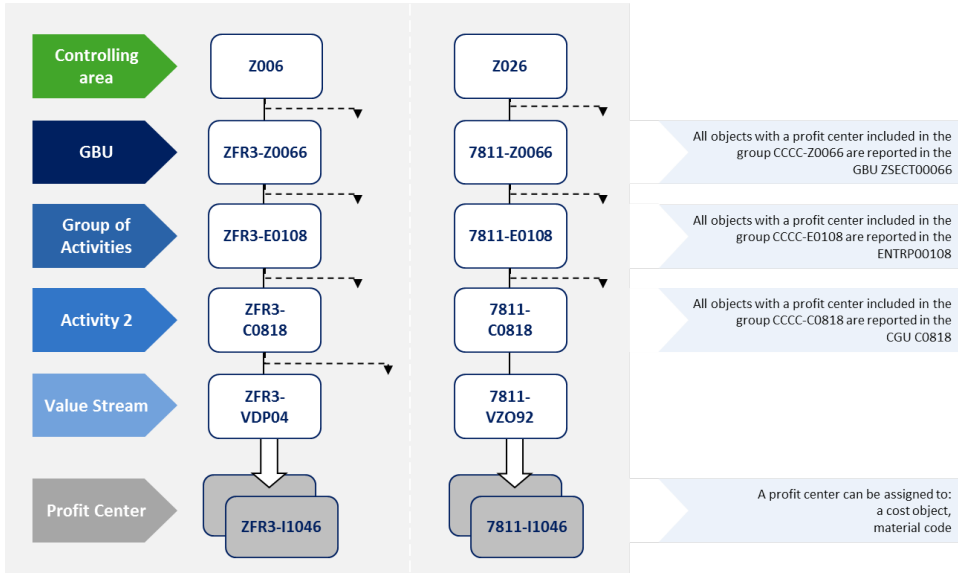 Controlling
area
Z006
Z026
GBU
ZFR3-Z0066
7811-Z0066
All objects with a profit center included in the
group CCCC-Z0066 are reported in the
GBU ZSECT00066
Group of
Activities
ZFR3-E0108
7811-E0108
All objects with a profit center included in the
group CCCC-E0108 are reported in the
ENTRP00108
Activity 2
ZFR3-
C0818
7811-
C0818
All objects with a profit center included in the
group CCCC-C0818 are reported in the
CGU C0818
Value Stream
ZFR3-
VDP04
7811-
VZO92
Profit Center
ZFR3-I1046
7811-I1046
A profit center can be assigned to:
a cost object,
material code